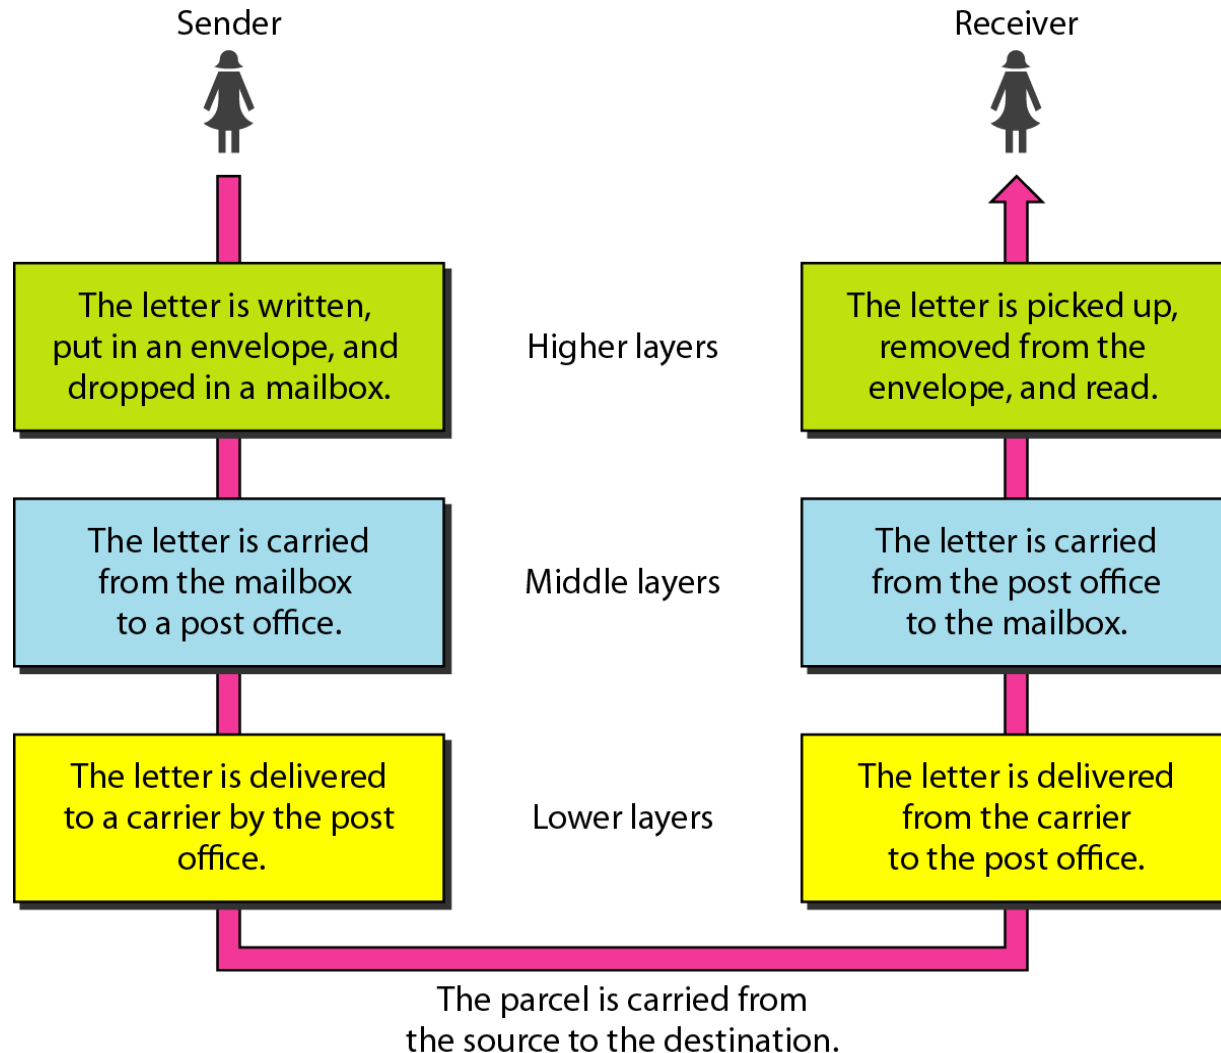 Sender
Receiver
The letter is written,
put in an envelope, and
dropped in a mailbox.
Higher layers
The letter is picked up,
removed from the
envelope, and read.
The letter is carried
from the mailbox
to a post office.
Middle layers
The letter is carried
from the post office
to the mailbox.
The letter is delivered
to a carrier by the post
office.
Lower layers
The letter is delivered
from the carrier
to the post office.
The parcel is carried from
the source to the destination.